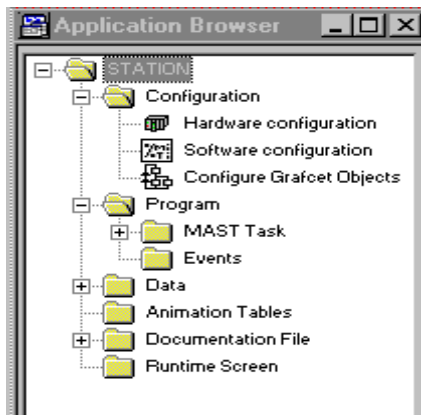 Application Browser
STATION
Configuration
Hardware configuration
Software configuration
Configure Grafcet Objects
Program
MAST Task
Events
Data
Animation Tables
Documentation File
Runtime Screen